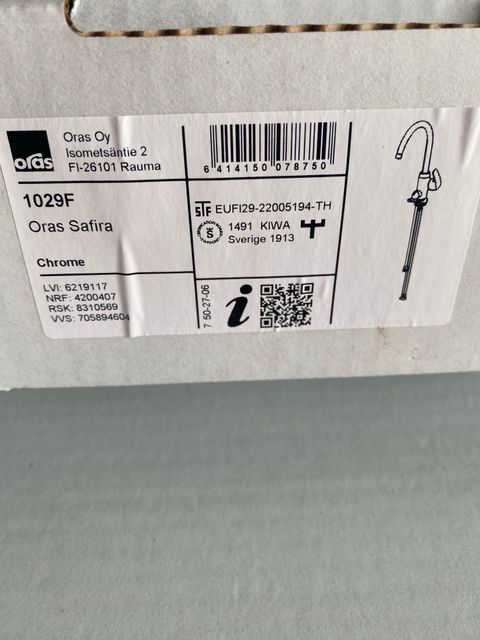 oras
Oras Oy
Isometsäntie 2
FI-26101 Rauma
6 414150 078750
1029F
Oras Safira
Chrome
LVI: 6219117
NRF: 4200407
RSK: 8310569
VVS: 705894604
STF EUFI29-22005194-TH
1491 KIWA
Sverige 1913
7 50-27-06
i